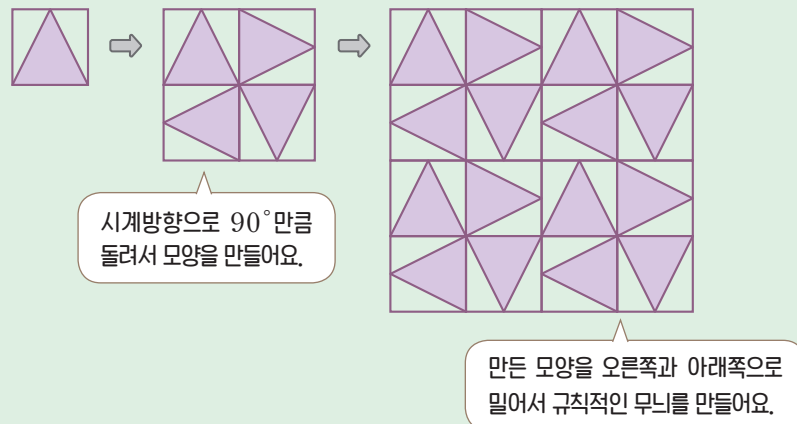 시계방향으로 90°만큼
돌려서 모양을 만들어요.
만든 모양을 오른쪽과 아래쪽으로
밀어서 규칙적인 무늬를 만들어요.